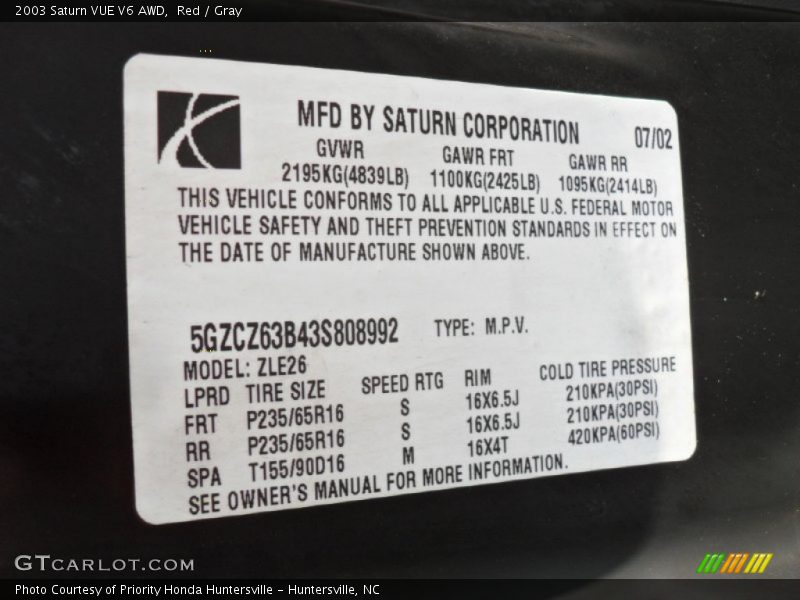 2003 Saturn VUE V6 AWD, Red / Gray
MFD BY SATURN CORPORATION 07/02
GVWR GAWR FRT GAWR RR
2195KG(4839LB) 1100KG(2425LB) 1095KG(2414LB)
THIS VEHICLE CONFORMS TO ALL APPLICABLE U.S. FEDERAL MOTOR
VEHICLE SAFETY AND THEFT PREVENTION STANDARDS IN EFFECT ON
THE DATE OF MANUFACTURE SHOWN ABOVE.
5GZCZ63B43S808992 TYPE: M.P.V.
MODEL: ZLE26
LPRD TIRE SIZE SPEED RTG RIM COLD TIRE PRESSURE
FRT P235/65R16 S 16X6.5J 210KPA(30PSI)
RR P235/65R16 S 16X6.5J 210KPA(30PSI)
SPA T155/90D16 M 16X4T 420KPA(60PSI)
SEE OWNER'S MANUAL FOR MORE INFORMATION.
GTCARLOT.COM
Photo Courtesy of Priority Honda Huntersville - Huntersville, NC